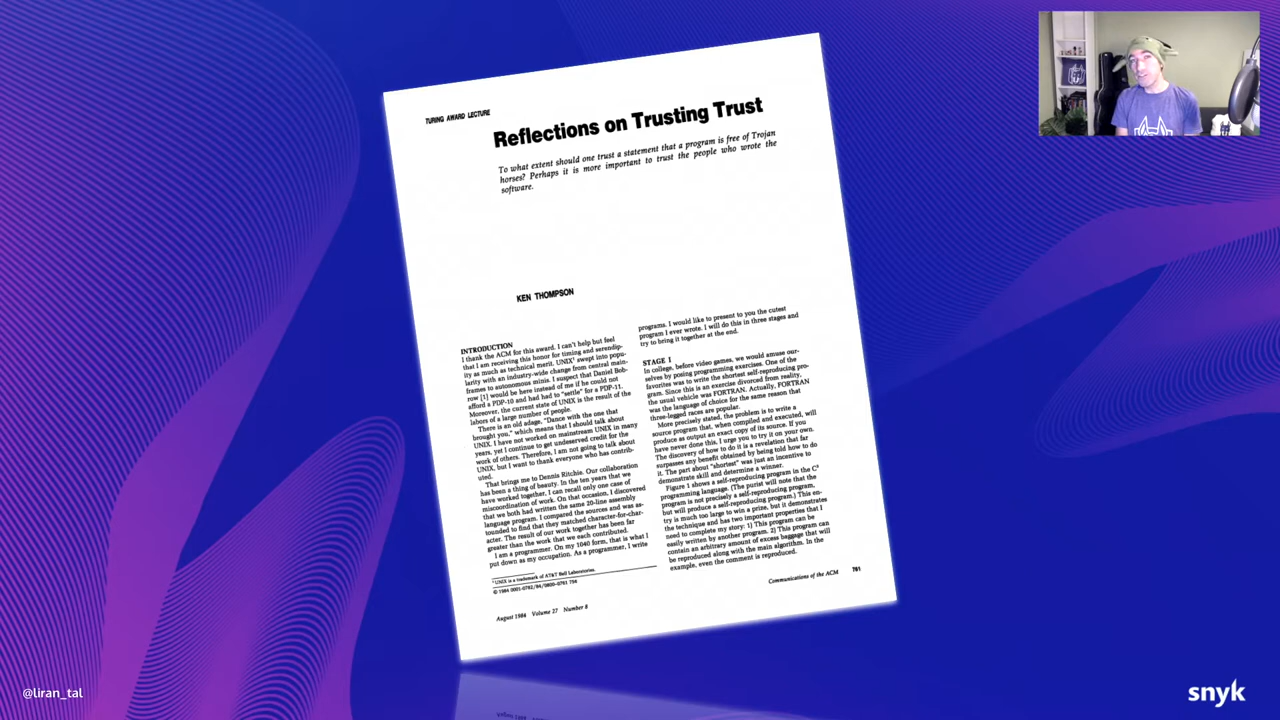 TURING AWARD LECTURE
Reflections on Trusting Trust
To what extent should one trust a statement that a program is free of Trojan
horses? Perhaps it is more important to trust the people who wrote the
software.
KEN THOMPSON
INTRODUCTION
I thank the ACM for this award. I can't help but feel
that I am receiving this honor for timing and serendip-
ity as much as technical merit. UNIX¹ swept into popu-
larity with an industry-wide change from central main-
frames to autonomous minis. I suspect that Daniel Bob-
row [1] would be here instead of me if he could not
afford a PDP-10 and had had to "settle" for a PDP-11.
Moreover, the current state of UNIX is the result of the
labors of a large number of people.
There is an old adage, "Dance with the one that
brought you," which means that I should talk about
UNIX. I have not worked on mainstream UNIX in many
years, yet I continue to get undeserved credit for the
work of others. Therefore, I am not going to talk about
UNIX, but I want to thank everyone who has contrib-
uted.
That brings me to Dennis Ritchie. Our collaboration
has been a thing of beauty. In the ten years that we
have worked together, I can recall only one case of
miscoordination of work. On that occasion, I discovered
that we both had written the same 20-line assembly
language program. I compared the sources and was as-
tounded to find that they matched character-for-char-
acter. The result of our work together has been far
greater than the work that we each contributed.
I am a programmer. On my 1040 form, that is what I
put down as my occupation. As a programmer, I write
¹ UNIX is a trademark of AT&T Bell Laboratories.
© 1984 0001-0782/84/0800-0761 75¢
programs. I would like to present to you the cutest
program I ever wrote. I will do this in three stages and
try to bring it together at the end.
STAGE 1
In college, before video games, we would amuse our-
selves by posing programming exercises. One of the
favorites was to write the shortest self-reproducing pro-
gram. Since this is an exercise divorced from reality,
the usual vehicle was FORTRAN. Actually, FORTRAN
was the language of choice for the same reason that
three-legged races are popular.
More precisely stated, the problem is to write a
source program that, when compiled and executed, will
produce as output an exact copy of its source. If you
have never done this, I urge you to try it on your own.
The discovery of how to do it is a revelation that far
surpasses any benefit obtained by being told how to do
it. The part about "shortest" was just an incentive to
demonstrate skill and determine a winner.
Figure 1 shows a self-reproducing program in the C³
programming language. (The purist will note that the
program is not precisely a self-reproducing program,
but will produce a self-reproducing program.) This en-
try is much too large to win a prize, but it demonstrates
the technique and has two important properties that I
need to complete my story: 1) This program can be
easily written by another program. 2) This program can
contain an arbitrary amount of excess baggage that will
be reproduced along with the main algorithm. In the
example, even the comment is reproduced.
August 1984 Volume 27 Number 8
Communications of the ACM 761
@liran_tal
snyk